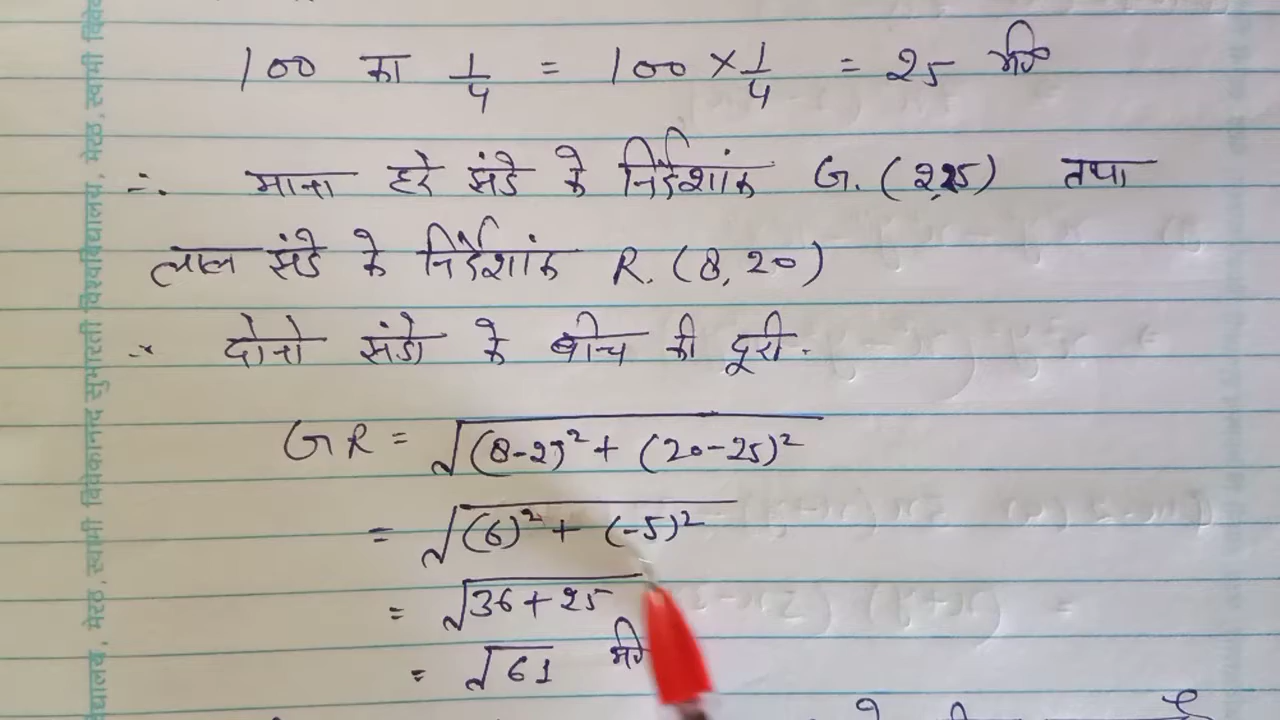 100 का 1/4 = 100 × 1/4 = 25 मी०
∴ माना हरे झंडे के निर्देशांक G. (2,25) तथा
लाल झंडे के निर्देशांक R. (8,20)
∴ दोनो झंडो के बीच की दूरी.
GR = √((8-2)² + (20-25)²)
= √((6)² + (-5)²)
= √(36+25)
= √61 मी